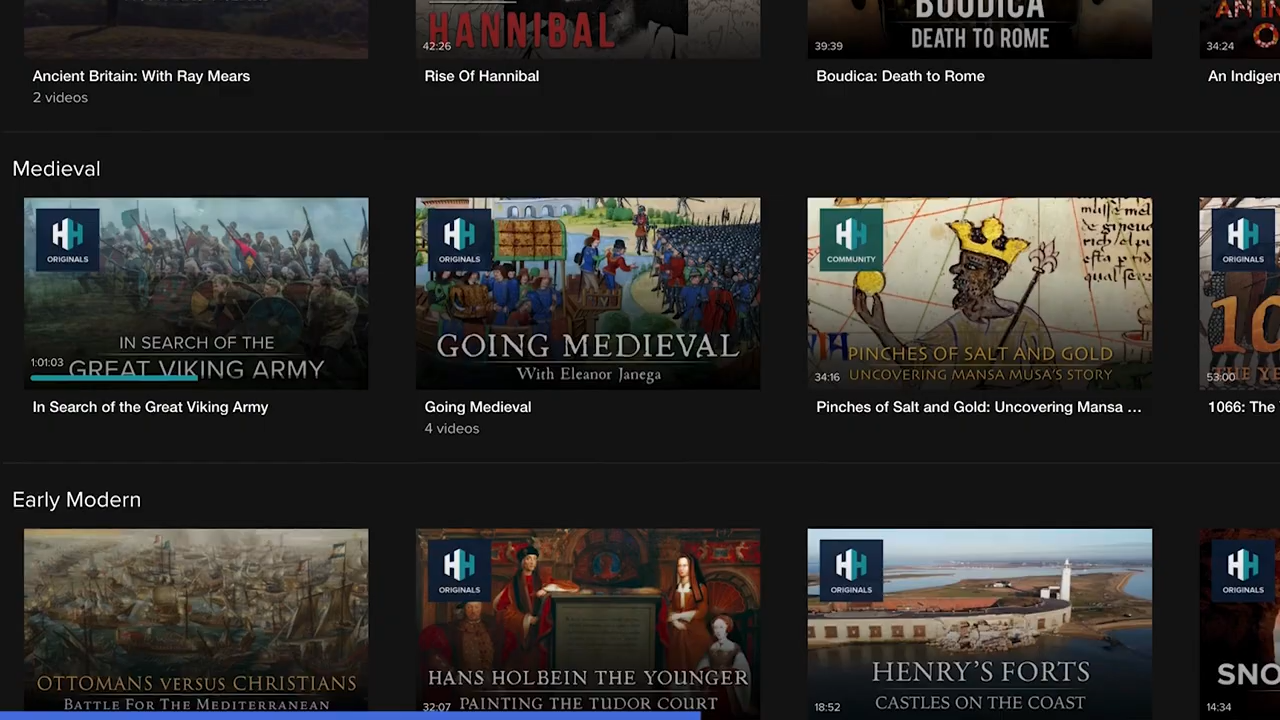 HANNIBAL
42:26
BOUDICA
DEATH TO ROME
39:39
AN IN
34:24
Ancient Britain: With Ray Mears
2 videos
Rise Of Hannibal
Boudica: Death to Rome
An Indigen
Medieval
ORIGINALS
IN SEARCH OF THE
GREAT VIKING ARMY
1:01:03
ORIGINALS
GOING MEDIEVAL
With Eleanor Janega
COMMUNITY
PINCHES OF SALT AND GOLD
UNCOVERING MANSA MUSA'S STORY
34:16
ORIGINALS
10
THE YE
53:00
In Search of the Great Viking Army
Going Medieval
4 videos
Pinches of Salt and Gold: Uncovering Mansa ...
1066: The
Early Modern
OTTOMANS VERSUS CHRISTIANS
BATTLE FOR THE MEDITERRANEAN
ORIGINALS
HANS HOLBEIN THE YOUNGER
PAINTING THE TUDOR COURT
32:07
ORIGINALS
HENRY'S FORTS
CASTLES ON THE COAST
18:52
ORIGINALS
SNO
14:34